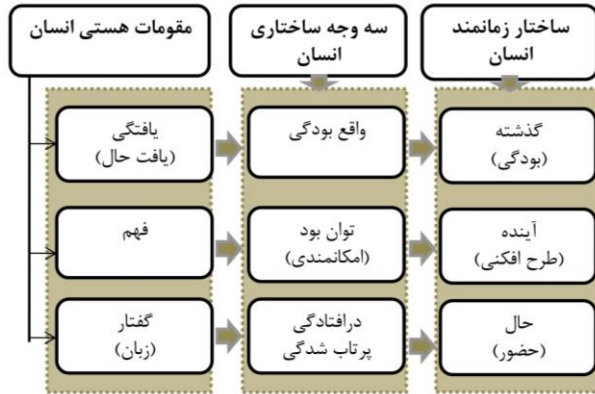 مقومات هستی انسان
سه وجه ساختاری
انسان
ساختار زمانمند
انسان
یافتگی
(یافت حال)
واقع بودگی
گذشته
(بودگی)
فهم
توان بود
(امکانمندی)
آینده
(طرح افکنی)
گفتار
(زبان)
درافتادگی
پرتاب شدگی
حال
(حضور)